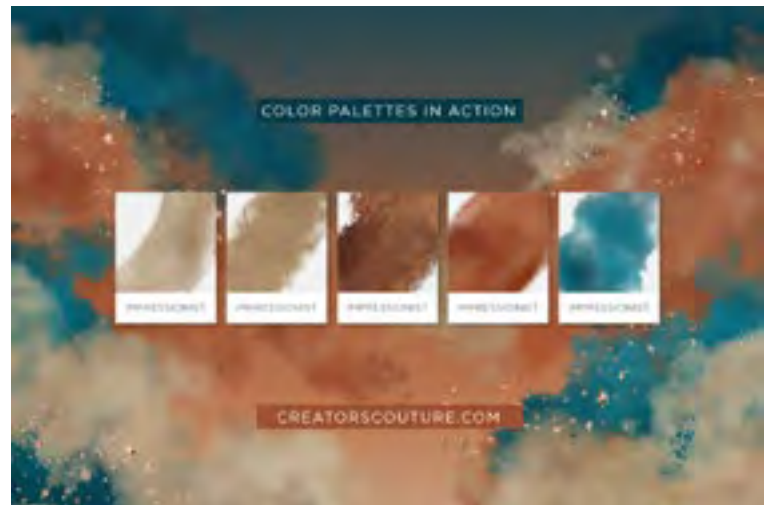 COLOR PALETTES IN ACTION
IMPRESSIONIST IMPRESSIONIST IMPRESSIONIST IMPRESSIONIST IMPRESSIONIST
CREATORSCOUTURE.COM